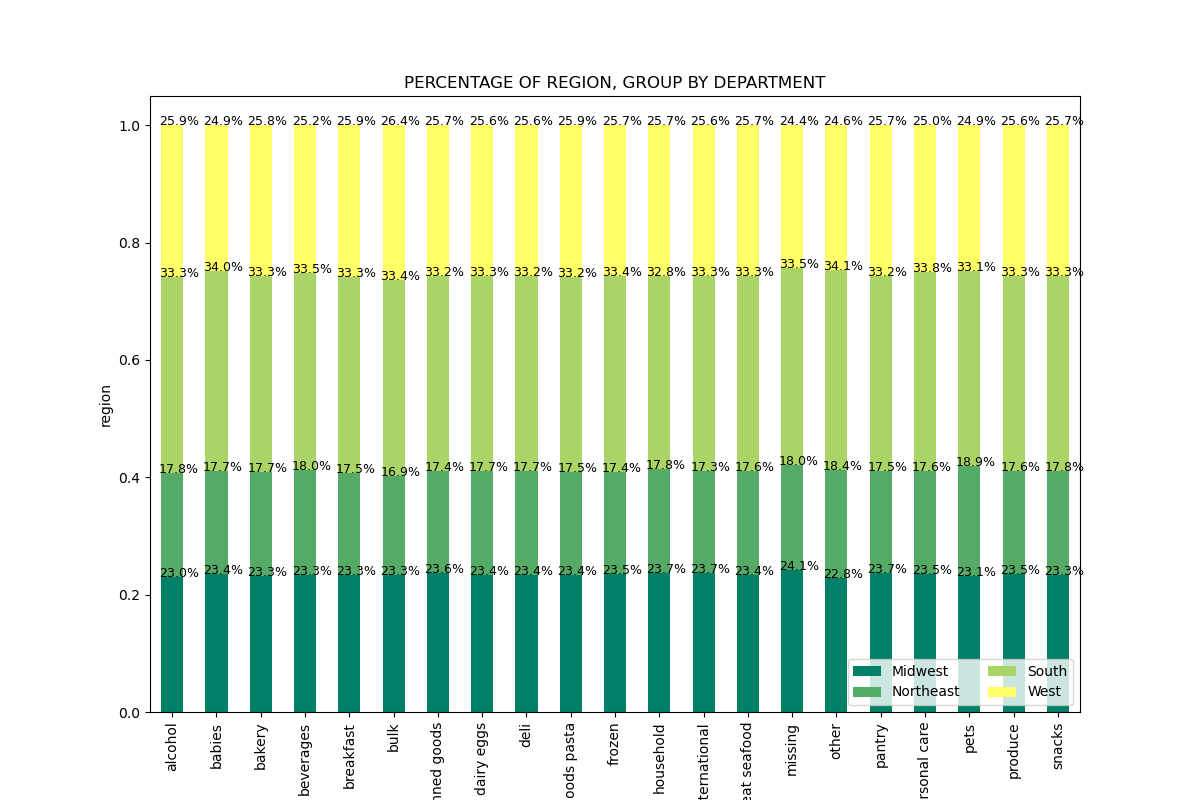 PERCENTAGE OF REGION, GROUP BY DEPARTMENT
1.0
25.9% 24.9% 25.8% 25.2% 25.9% 26.4% 25.7% 25.6% 25.6% 25.9% 25.7% 25.7% 25.6% 25.7% 24.4% 24.6% 25.7% 25.0% 24.9% 25.6% 25.7%
0.8
33.3% 34.0% 33.3% 33.5% 33.3% 33.4% 33.2% 33.3% 33.2% 33.2% 33.4% 32.8% 33.3% 33.3% 33.5% 34.1% 33.2% 33.8% 33.1% 33.3% 33.3%
0.6
region
0.4
17.8% 17.7% 17.7% 18.0% 17.5% 16.9% 17.4% 17.7% 17.7% 17.5% 17.4% 17.8% 17.3% 17.6% 18.0% 18.4% 17.5% 17.6% 18.9% 17.6% 17.8%
23.0% 23.4% 23.3% 23.3% 23.3% 23.3% 23.6% 23.4% 23.4% 23.4% 23.5% 23.7% 23.7% 23.4% 24.1% 22.8% 23.7% 23.5% 23.1% 23.5% 23.3%
0.2
Midwest
Northeast
South
West
0.0
alcohol
babies
bakery
beverages
breakfast
bulk
nned goods
dairy eggs
deli
oods pasta
frozen
household
ternational
eat seafood
missing
other
pantry
rsonal care
pets
produce
snacks